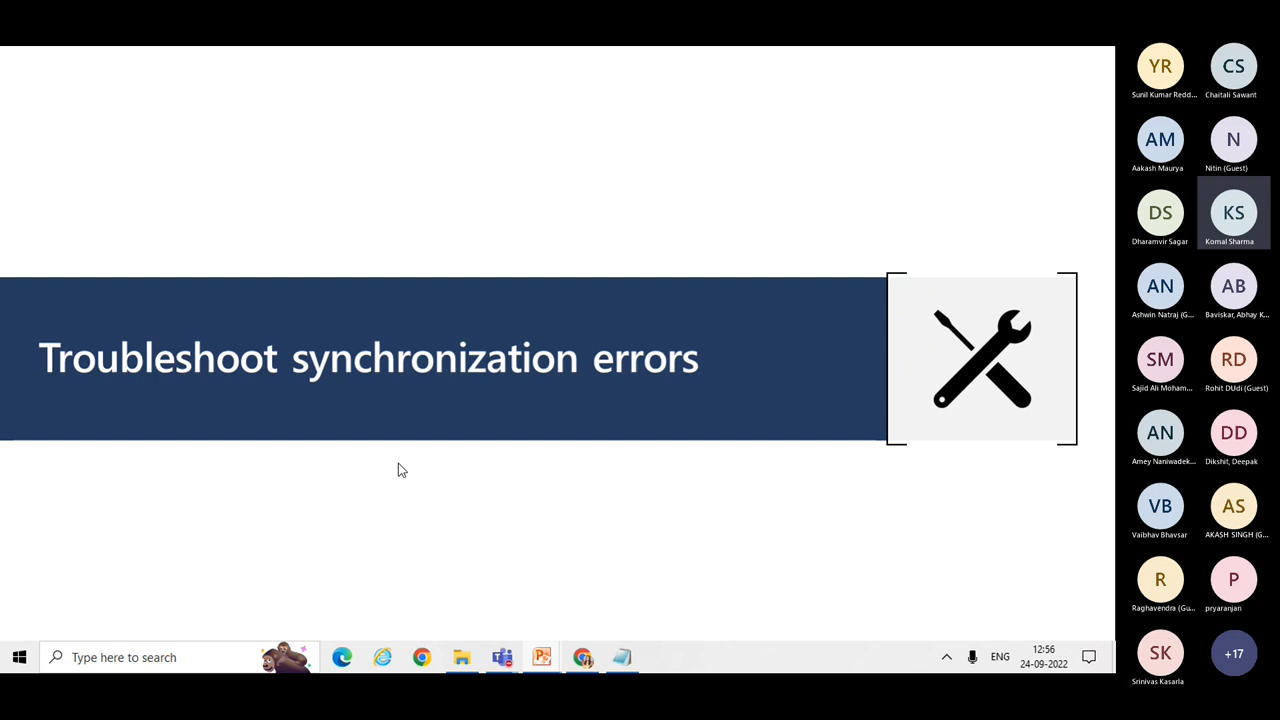 Troubleshoot synchronization errors
YR
Sunil Kumar Redd...
CS
Chaitali Sawant
AM
Aakash Maurya
N
Nitin (Guest)
DS
Dharamvir Sagar
KS
Komal Sharma
AN
Ashwin Natraj (G...
AB
Baviskar, Abhay K...
SM
Sajid Ali Moham...
RD
Rohit DUdi (Guest)
AN
Amey Naniwadek...
DD
Dikshit, Deepak
VB
Vaibhav Bhavsar
AS
AKASH SINGH (G...
R
Raghavendra (Gu...
P
pryaranjan
SK
Srinivas Kasarla
+17
Type here to search
ENG
12:56
24-09-2022